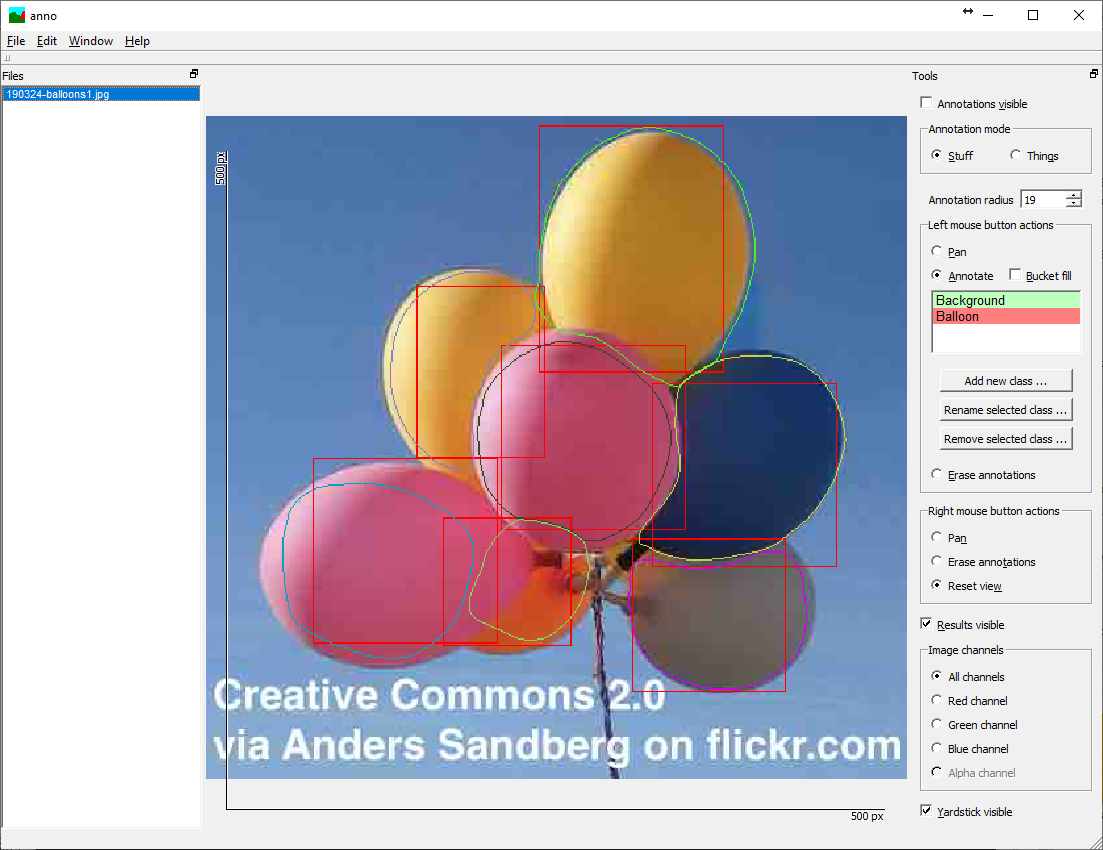 anno
File Edit Window Help
Files
190324-balloons1.jpg
500 px
Creative Commons 2.0
via Anders Sandberg on flickr.com
500 px
Tools
Annotations visible
Annotation mode
Stuff Things
Annotation radius 19
Left mouse button actions
Pan
Annotate Bucket fill
Background
Balloon
Add new class ...
Rename selected class ...
Remove selected class ...
Erase annotations
Right mouse button actions
Pan
Erase annotations
Reset view
Results visible
Image channels
All channels
Red channel
Green channel
Blue channel
Alpha channel
Yardstick visible